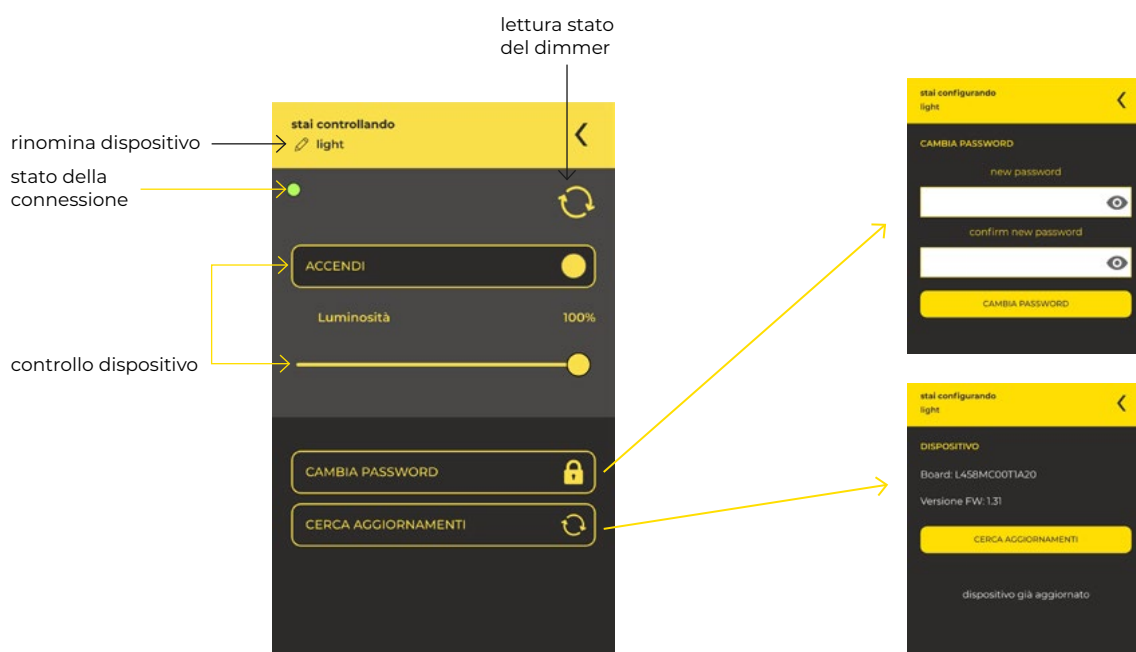 lettura stato
del dimmer
rinomina dispositivo
stato della
connessione
controllo dispositivo
stai controllando
light
ACCENDI
Luminosità 100%
CAMBIA PASSWORD
CERCA AGGIORNAMENTI
stai configurando
light
CAMBIA PASSWORD
new password
confirm new password
CAMBIA PASSWORD
stai configurando
light
DISPOSITIVO
Board: L458MC00T1A20
Versione FW: 1.31
CERCA AGGIORNAMENTI
dispositivo già aggiornato